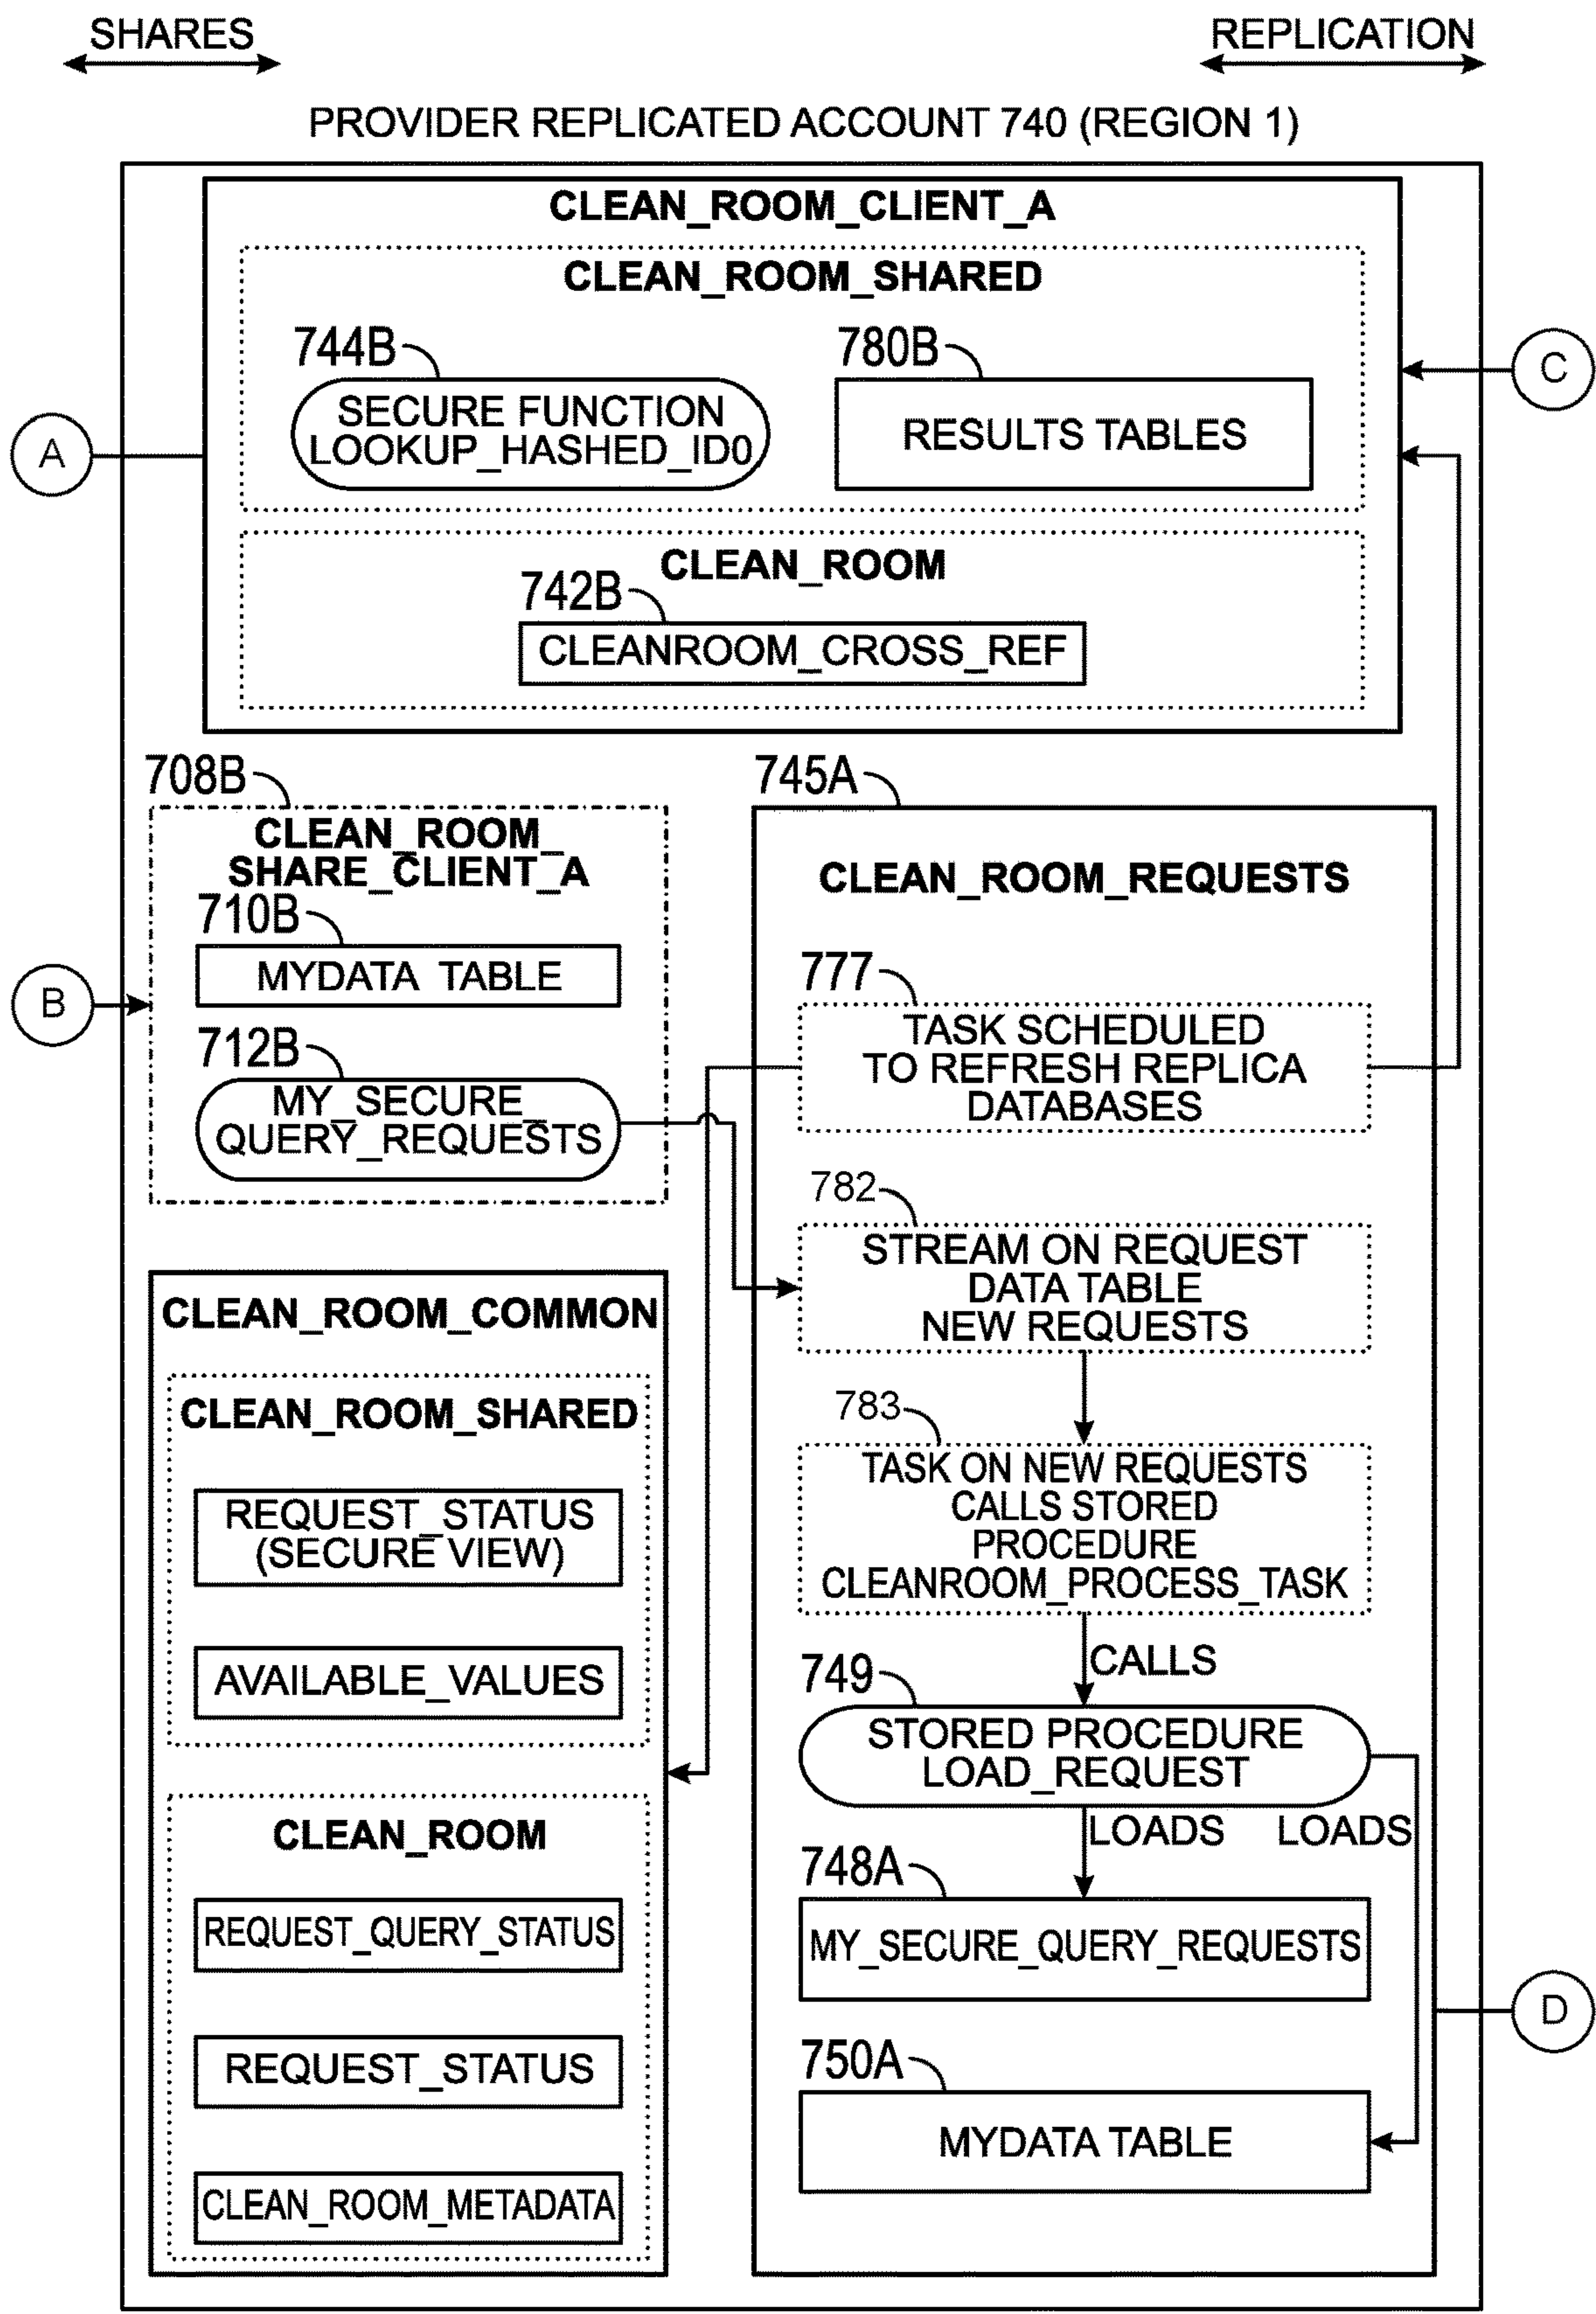 SHARES
REPLICATION
PROVIDER REPLICATED ACCOUNT 740 (REGION 1)
CLEAN_ROOM_CLIENT_A
CLEAN_ROOM_SHARED
744B
780B
SECURE FUNCTION
LOOKUP_HASHED_ID0
RESULTS TABLES
C
A
CLEAN_ROOM
742B
CLEANROOM_CROSS_REF
708B
CLEAN_ROOM_
SHARE_CLIENT_A
710B
MYDATA TABLE
B
712B
MY_SECURE_
QUERY_REQUESTS
745A
CLEAN_ROOM_REQUESTS
777
TASK SCHEDULED
TO REFRESH REPLICA
DATABASES
782
STREAM ON REQUEST
DATA TABLE
NEW REQUESTS
783
TASK ON NEW REQUESTS
CALLS STORED
PROCEDURE
CLEANROOM_PROCESS_TASK
CALLS
749
STORED PROCEDURE
LOAD_REQUEST
LOADS
LOADS
748A
MY_SECURE_QUERY_REQUESTS
D
750A
MYDATA TABLE
CLEAN_ROOM_COMMON
CLEAN_ROOM_SHARED
REQUEST_STATUS
(SECURE VIEW)
AVAILABLE_VALUES
CLEAN_ROOM
REQUEST_QUERY_STATUS
REQUEST_STATUS
CLEAN_ROOM_METADATA